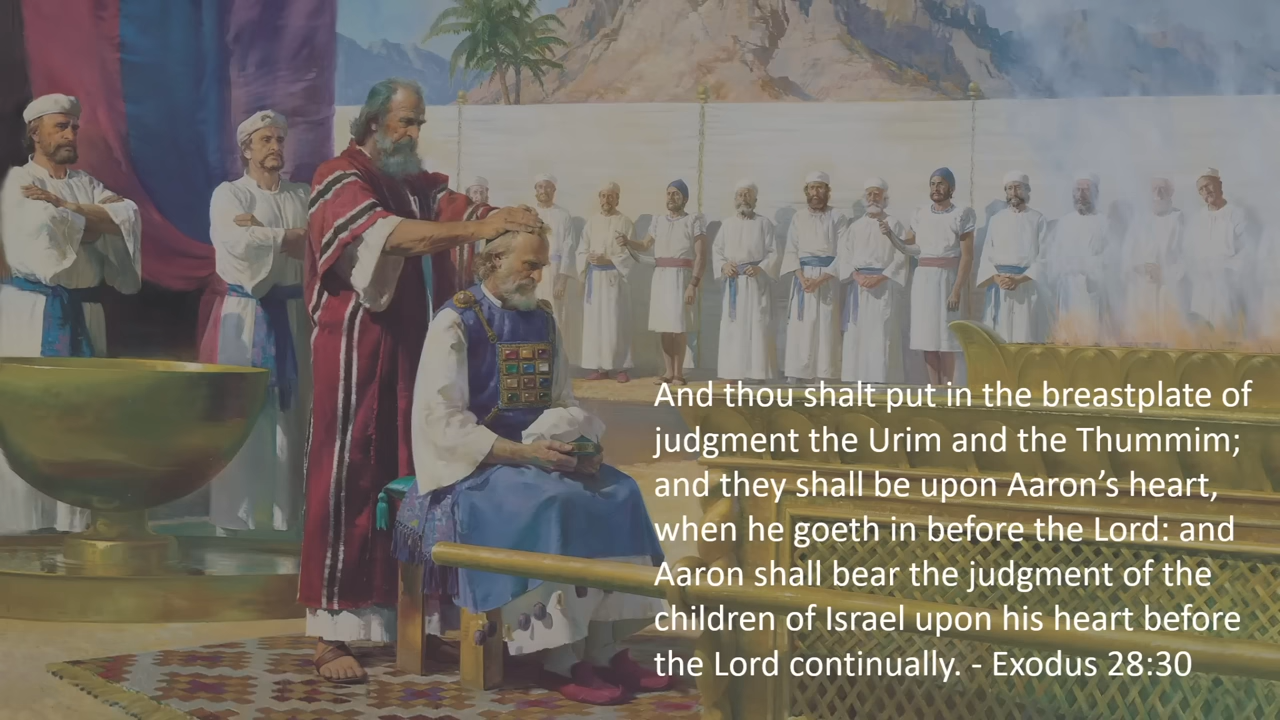 And thou shalt put in the breastplate of
judgment the Urim and the Thummim;
and they shall be upon Aaron’s heart,
when he goeth in before the Lord: and
Aaron shall bear the judgment of the
children of Israel upon his heart before
the Lord continually. - Exodus 28:30